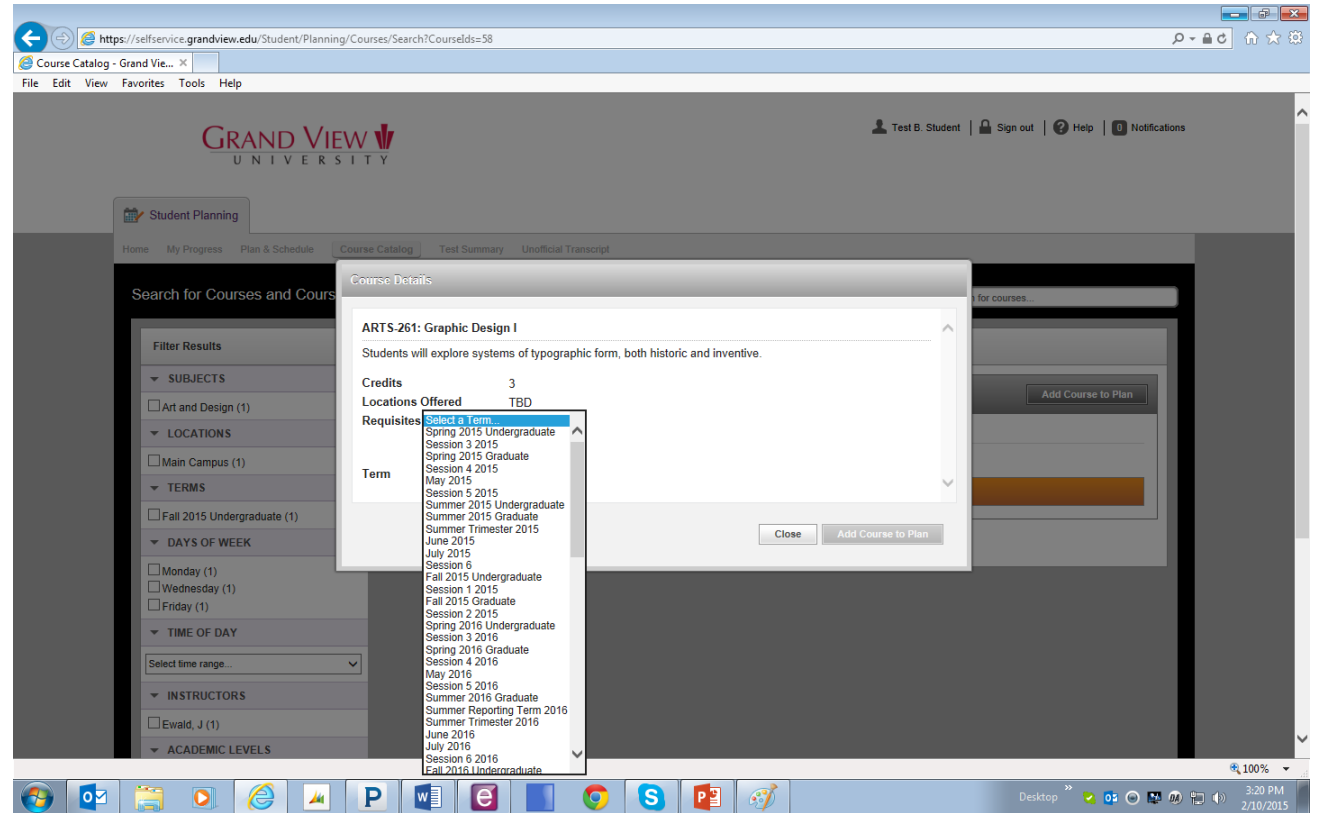 https://selfservice.grandview.edu/Student/Planning/Courses/Search?CourseIds=58
Course Catalog - Grand Vie...
File Edit View Favorites Tools Help
GRAND VIEW
UNIVERSITY
Test B. Student | Sign out | Help | 0 Notifications
Student Planning
Home My Progress Plan & Schedule Course Catalog Test Summary Unofficial Transcript
Search for Courses and Cours
for courses...
Course Details
ARTS-261: Graphic Design I
Students will explore systems of typographic form, both historic and inventive.
Credits 3
Locations Offered TBD
Requisites
Term
Select a Term...
Spring 2015 Undergraduate
Session 3 2015
Spring 2015 Graduate
Session 4 2015
May 2015
Session 5 2015
Summer 2015 Undergraduate
Summer 2015 Graduate
Summer Trimester 2015
June 2015
July 2015
Session 6
Fall 2015 Undergraduate
Session 1 2015
Fall 2015 Graduate
Session 2 2015
Spring 2016 Undergraduate
Session 3 2016
Spring 2016 Graduate
Session 4 2016
May 2016
Session 5 2016
Summer 2016 Graduate
Summer Reporting Term 2016
Summer Trimester 2016
June 2016
July 2016
Session 6 2016
Fall 2016 Undergraduate
Close Add Course to Plan
Add Course to Plan
Filter Results
SUBJECTS
Art and Design (1)
LOCATIONS
Main Campus (1)
TERMS
Fall 2015 Undergraduate (1)
DAYS OF WEEK
Monday (1)
Wednesday (1)
Friday (1)
TIME OF DAY
Select time range...
INSTRUCTORS
Ewald, J (1)
ACADEMIC LEVELS
100%
Desktop
3:20 PM
2/10/2015